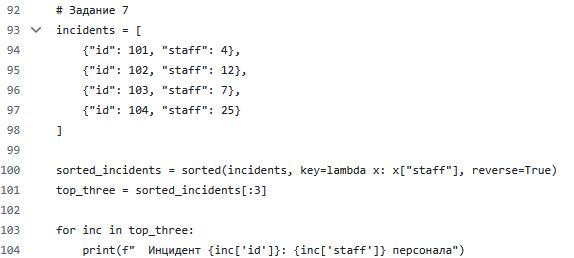 92 # Задание 7
93 incidents = [
94     {"id": 101, "staff": 4},
95     {"id": 102, "staff": 12},
96     {"id": 103, "staff": 7},
97     {"id": 104, "staff": 25}
98 ]
99
100 sorted_incidents = sorted(incidents, key=lambda x: x["staff"], reverse=True)
101 top_three = sorted_incidents[:3]
102
103 for inc in top_three:
104     print(f"  Инцидент {inc['id']}: {inc['staff']} персонала")